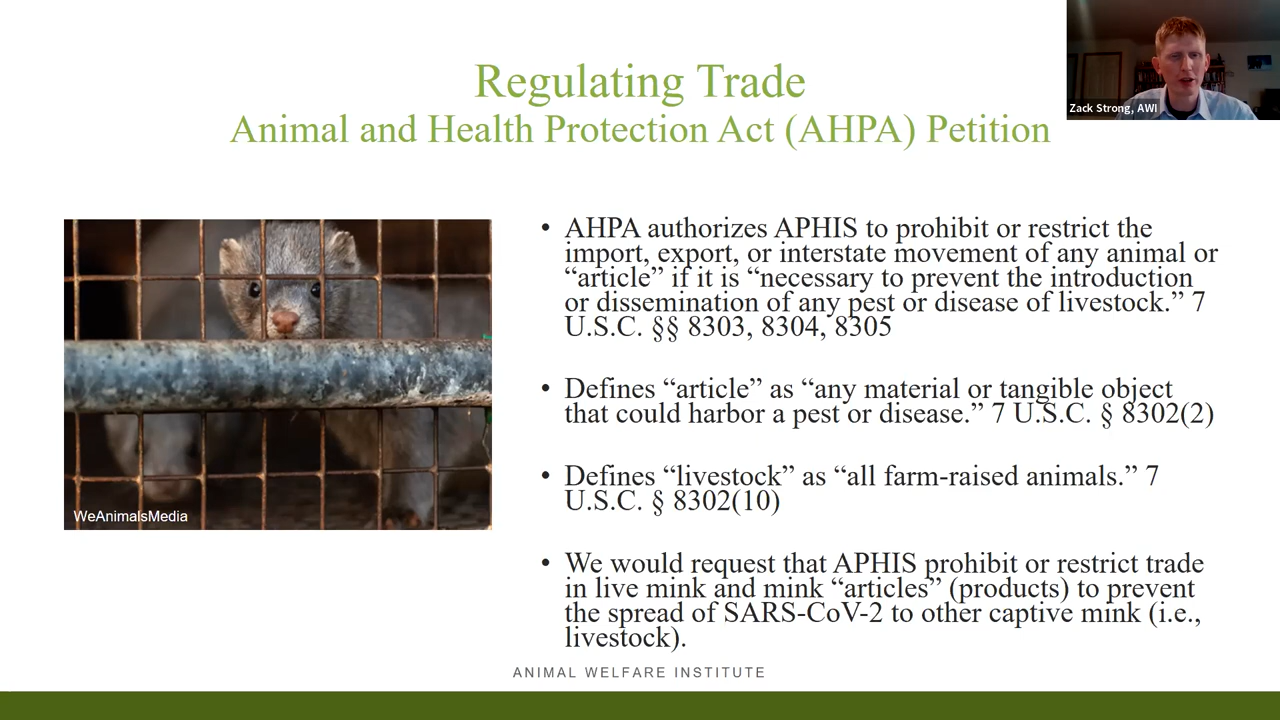 Regulating Trade
Animal and Health Protection Act (AHPA) Petition
Zack Strong, AWI
• AHPA authorizes APHIS to prohibit or restrict the
import, export, or interstate movement of any animal or
“article” if it is “necessary to prevent the introduction
or dissemination of any pest or disease of livestock.” 7
U.S.C. §§ 8303, 8304, 8305
• Defines “article” as “any material or tangible object
that could harbor a pest or disease.” 7 U.S.C. § 8302(2)
• Defines “livestock” as “all farm-raised animals.” 7
U.S.C. § 8302(10)
• We would request that APHIS prohibit or restrict trade
in live mink and mink “articles” (products) to prevent
the spread of SARS-CoV-2 to other captive mink (i.e.,
livestock).
WeAnimalsMedia
ANIMAL WELFARE INSTITUTE